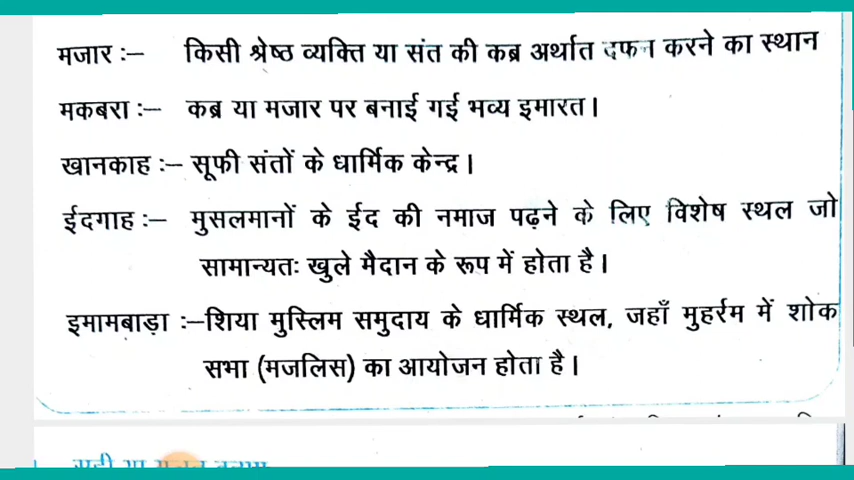 मजार :– किसी श्रेष्ठ व्यक्ति या संत की कब्र अर्थात दफन करने का स्थान
मकबरा :– कब्र या मजार पर बनाई गई भव्य इमारत।
खानकाह :– सूफी संतों के धार्मिक केन्द्र।
ईदगाह :– मुसलमानों के ईद की नमाज पढ़ने के लिए विशेष स्थल जो
सामान्यतः खुले मैदान के रूप में होता है।
इमामबाड़ा :–शिया मुस्लिम समुदाय के धार्मिक स्थल, जहाँ मुहर्रम में शोक
सभा (मजलिस) का आयोजन होता है।